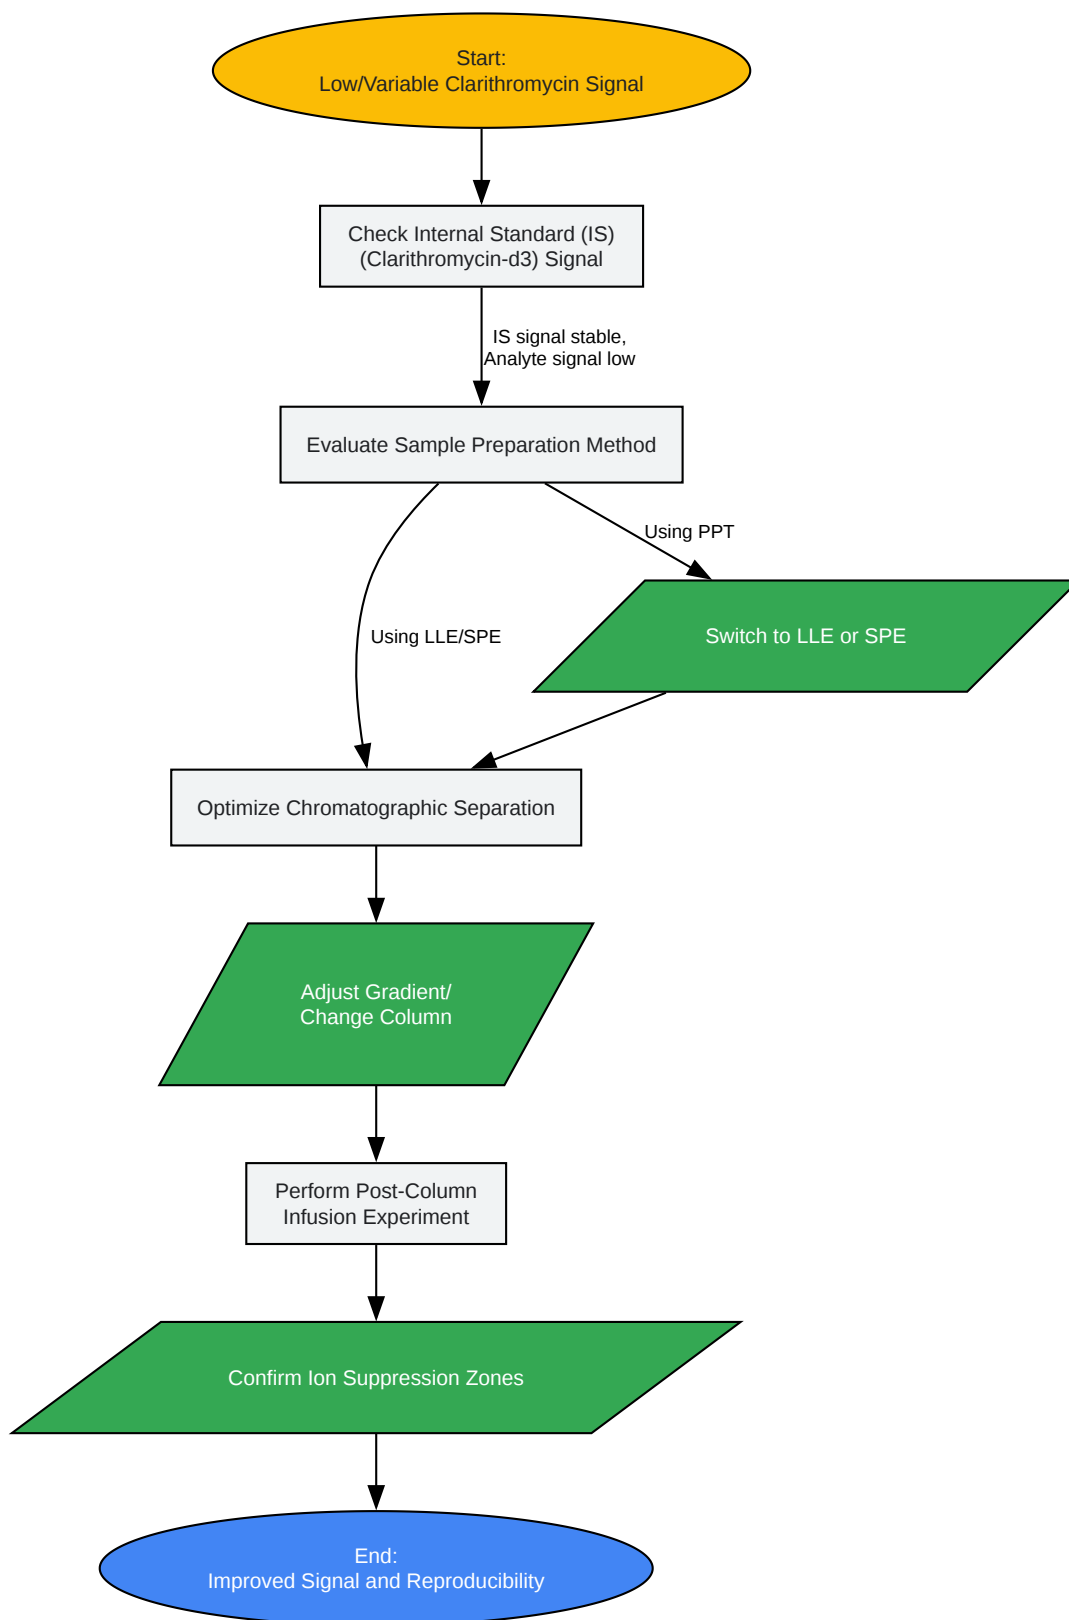 Start:
Low/Variable Clarithromycin Signal
Check Internal Standard (IS)
(Clarithromycin-d3) Signal
IS signal stable,
Analyte signal low
Evaluate Sample Preparation Method
Using PPT
Using LLE/SPE
Switch to LLE or SPE
Optimize Chromatographic Separation
Adjust Gradient/
Change Column
Perform Post-Column
Infusion Experiment
Confirm Ion Suppression Zones
End:
Improved Signal and Reproducibility